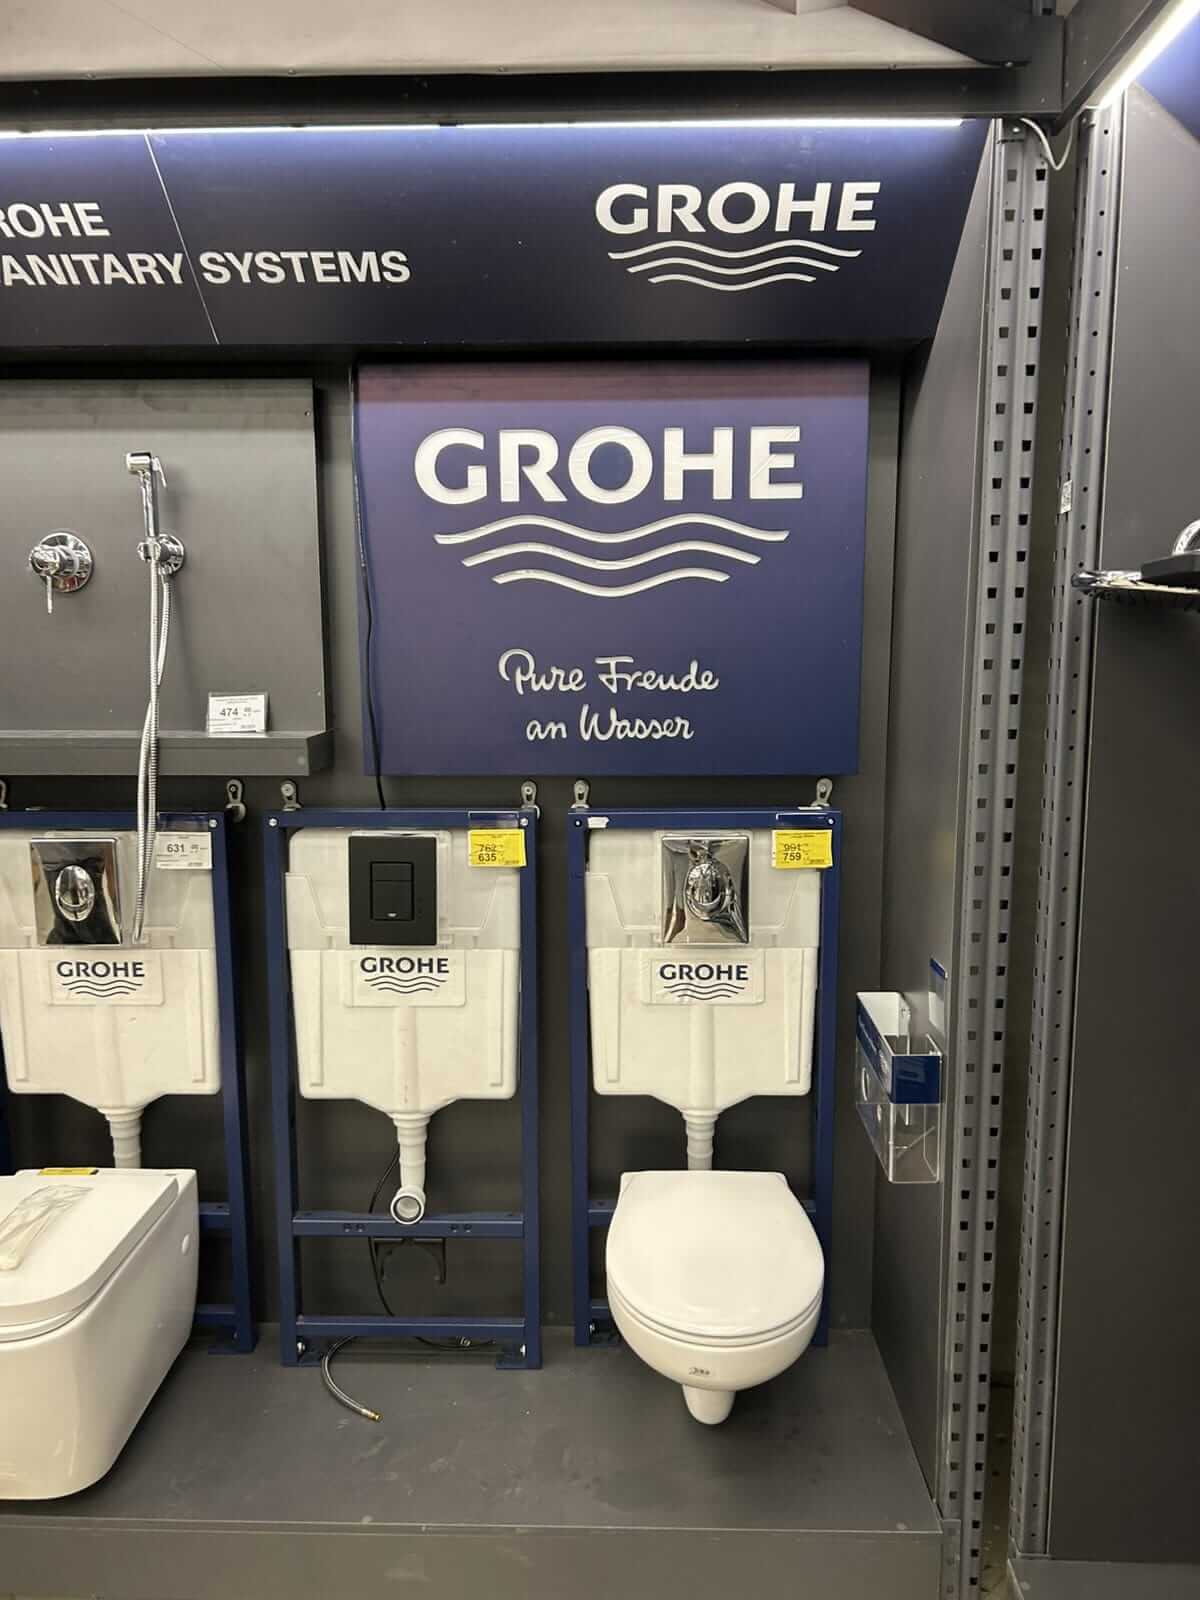 ROHE
ANITARY SYSTEMS
GROHE
GROHE
Pure Freude
an Wasser
474
631
762
635
991
759
GROHE
GROHE
GROHE